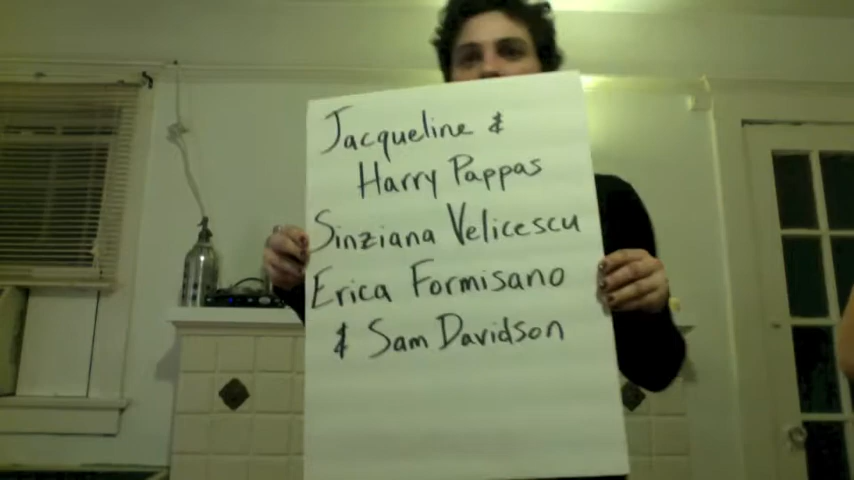 Jacqueline &
Harry Pappas
Sinziana Velicescu
Erica Formisano
& Sam Davidson